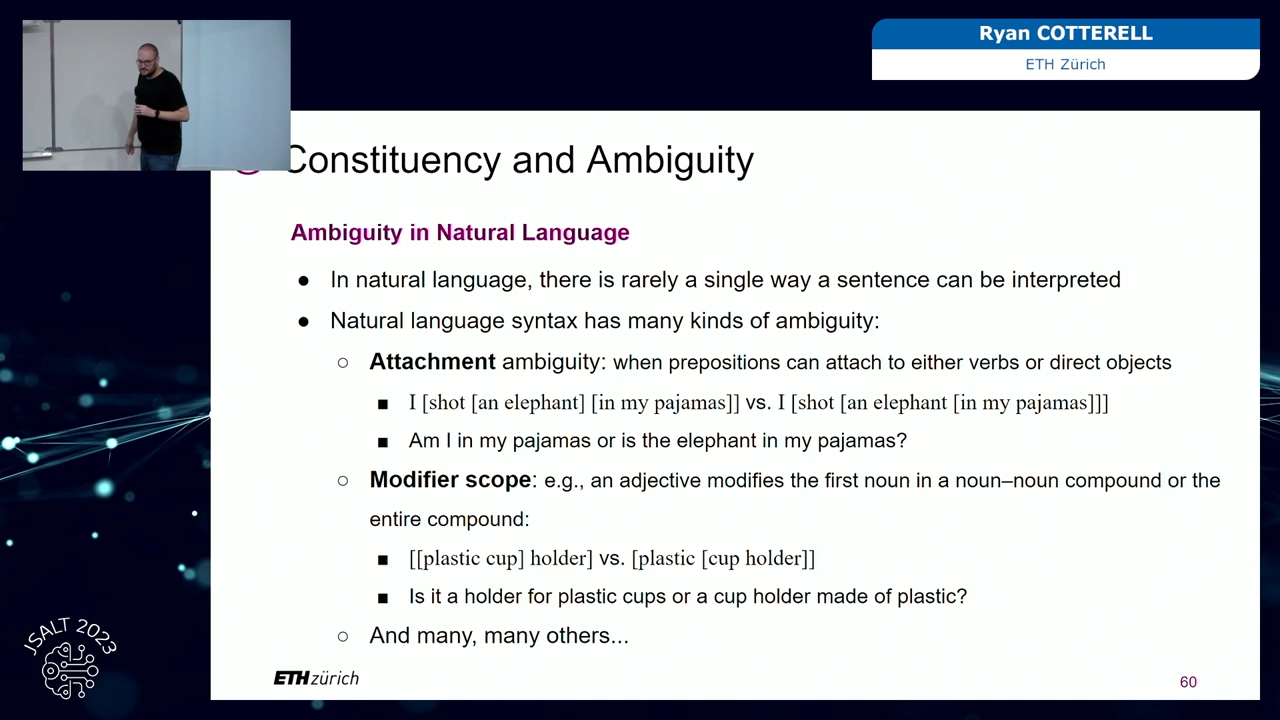 Ryan COTTERELL
ETH Zürich
Constituency and Ambiguity
Ambiguity in Natural Language
● In natural language, there is rarely a single way a sentence can be interpreted
● Natural language syntax has many kinds of ambiguity:
○ Attachment ambiguity: when prepositions can attach to either verbs or direct objects
■ I [shot [an elephant] [in my pajamas]] vs. I [shot [an elephant [in my pajamas]]]
■ Am I in my pajamas or is the elephant in my pajamas?
○ Modifier scope: e.g., an adjective modifies the first noun in a noun–noun compound or the
entire compound:
■ [[plastic cup] holder] vs. [plastic [cup holder]]
■ Is it a holder for plastic cups or a cup holder made of plastic?
○ And many, many others...
JSALT 2023
ETH zürich
60